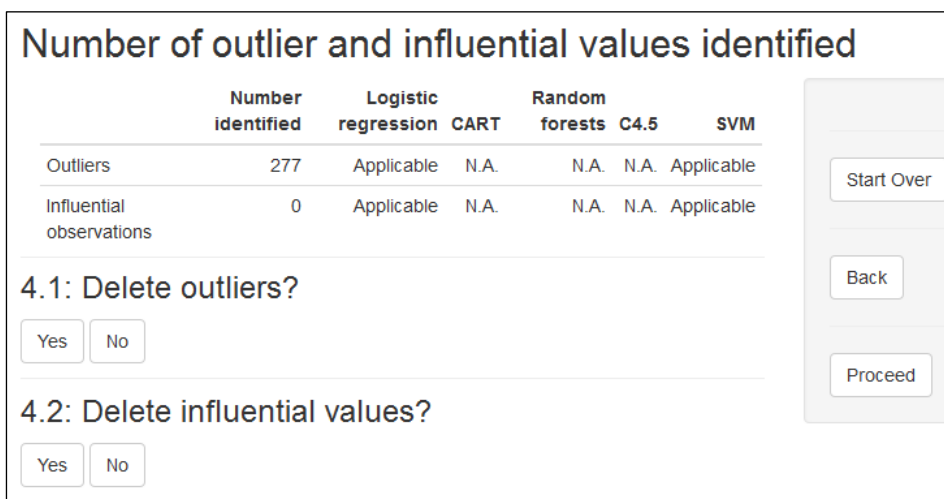 Number of outlier and influential values identified
Number Logistic Random
identified regression CART forests C4.5 SVM
Outliers 277 Applicable N.A. N.A. N.A. Applicable
Influential 0 Applicable N.A. N.A. N.A. Applicable
observations
4.1: Delete outliers?
Yes No
4.2: Delete influential values?
Yes No
Start Over
Back
Proceed